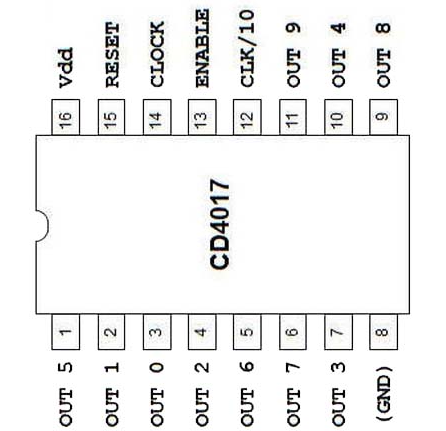 Vdd
RESET
CLOCK
ENABLE
CLK/10
OUT 9
OUT 4
OUT 8
16
15
14
13
12
11
10
9
CD4017
1
2
3
4
5
6
7
8
OUT 5
OUT 1
OUT 0
OUT 2
OUT 6
OUT 7
OUT 3
(GND)